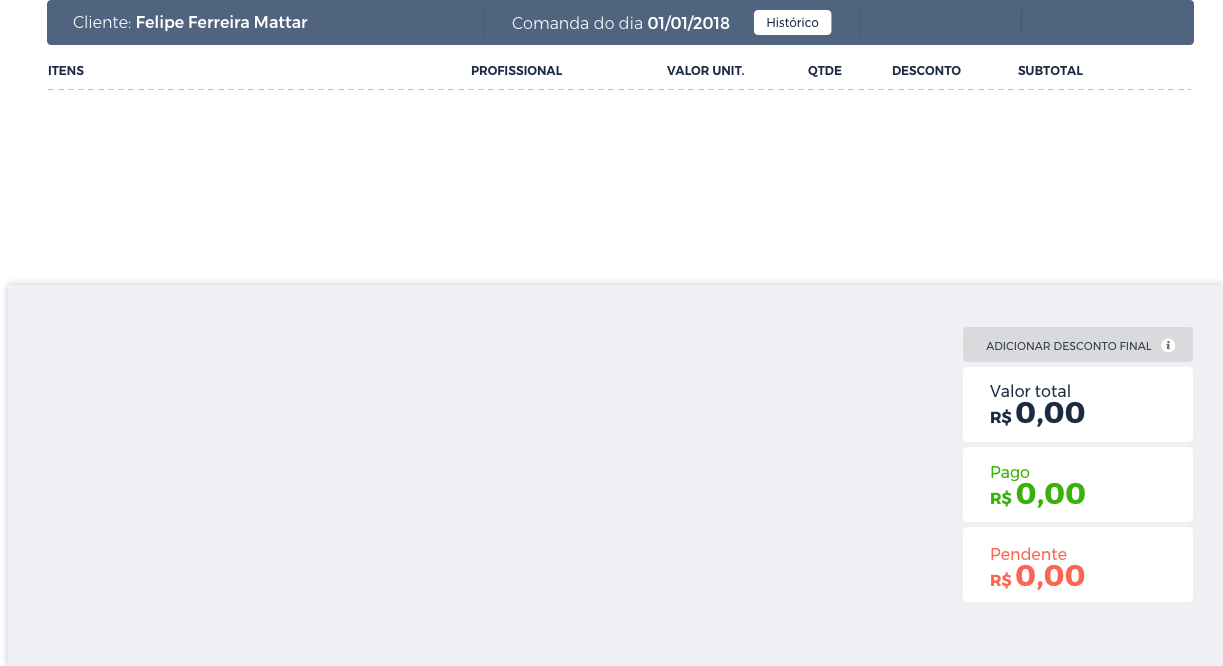 Cliente: Felipe Ferreira Mattar
Comanda do dia 01/01/2018
Histórico
ITENS PROFISSIONAL VALOR UNIT. QTDE DESCONTO SUBTOTAL
ADICIONAR DESCONTO FINAL i
Valor total
R$ 0,00
Pago
R$ 0,00
Pendente
R$ 0,00